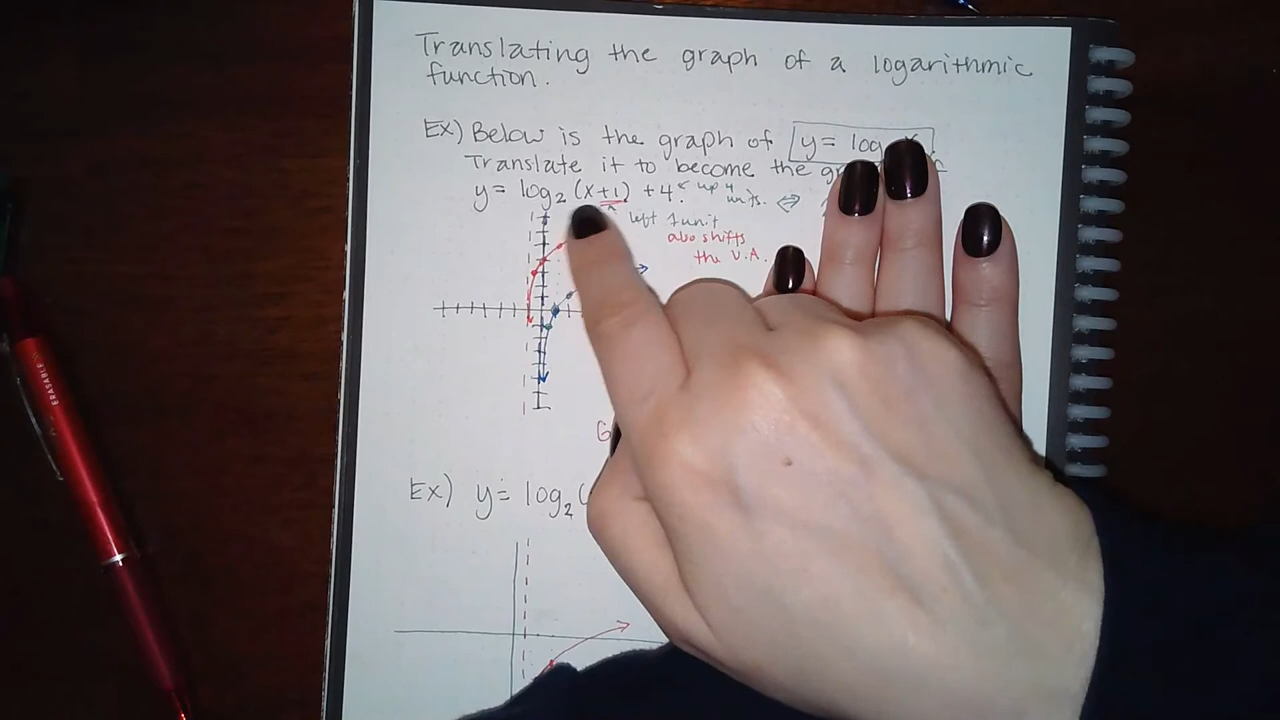 Translating the graph of a logarithmic
function.
Ex) Below is the graph of y = log
Translate it to become the
y = log₂ (x+1) + 4 ← up 4
units. ⇔
^ left 1 unit
also shifts
the V.A.
G
Ex) y = log₂(
ERASABLE